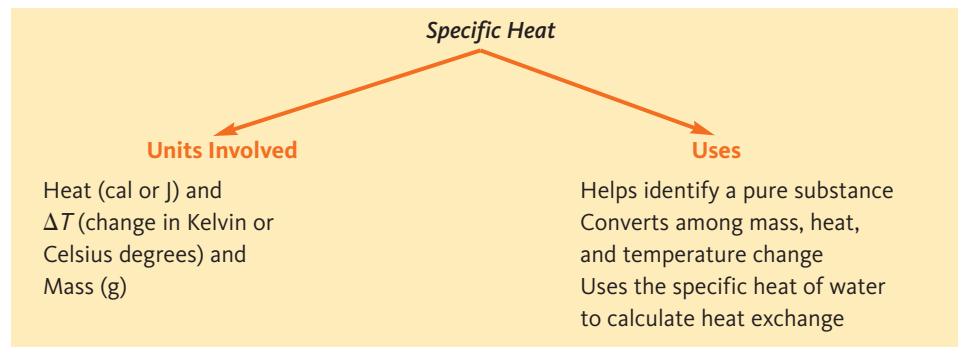 Specific Heat
Units Involved
Heat (cal or J) and
ΔT (change in Kelvin or
Celsius degrees) and
Mass (g)
Uses
Helps identify a pure substance
Converts among mass, heat,
and temperature change
Uses the specific heat of water
to calculate heat exchange